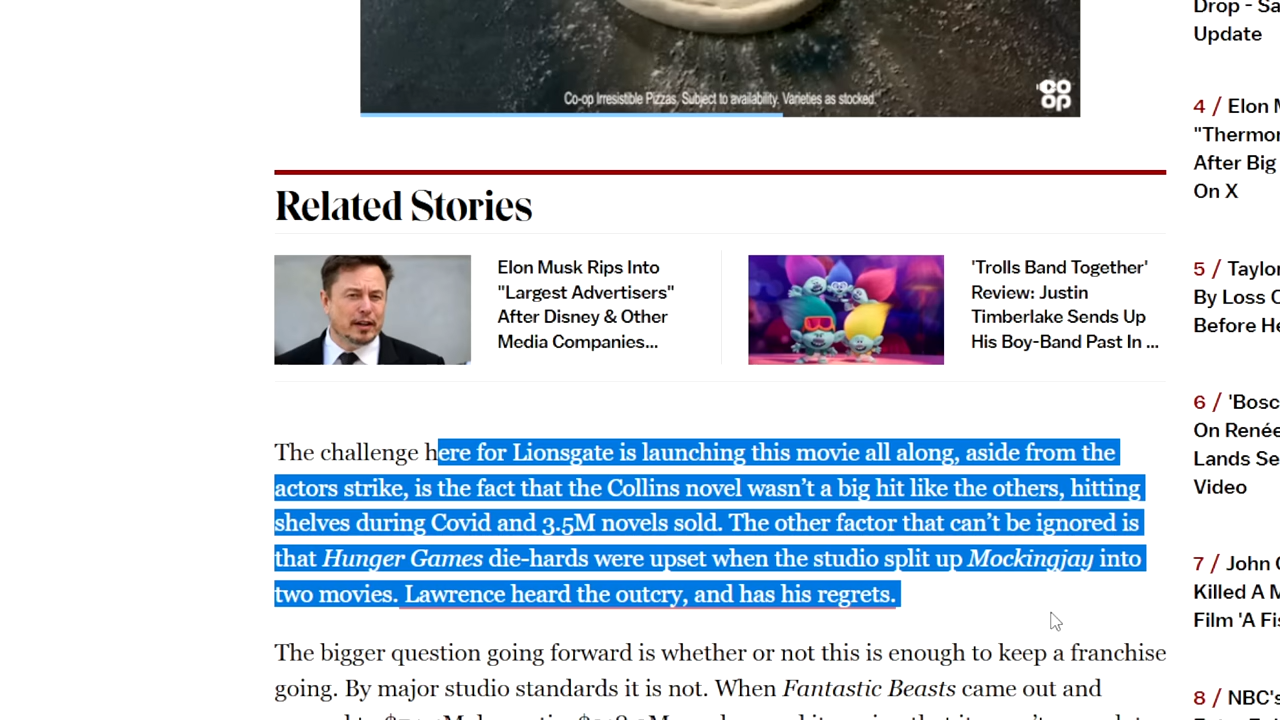 Co-op Irresistible Pizzas. Subject to availability. Varieties as stocked.
CO
OP
Related Stories
Elon Musk Rips Into
"Largest Advertisers"
After Disney & Other
Media Companies...
'Trolls Band Together'
Review: Justin
Timberlake Sends Up
His Boy-Band Past In ...
The challenge here for Lionsgate is launching this movie all along, aside from the
actors strike, is the fact that the Collins novel wasn't a big hit like the others, hitting
shelves during Covid and 3.5M novels sold. The other factor that can't be ignored is
that Hunger Games die-hards were upset when the studio split up Mockingjay into
two movies. Lawrence heard the outcry, and has his regrets.
The bigger question going forward is whether or not this is enough to keep a franchise
going. By major studio standards it is not. When Fantastic Beasts came out and
Drop - Sa
Update
4 / Elon M
"Thermon
After Big
On X
5 / Taylor
By Loss O
Before He
6 / 'Bosc
On Renée
Lands Se
Video
7 / John C
Killed A M
Film 'A Fis
8 / NBC's